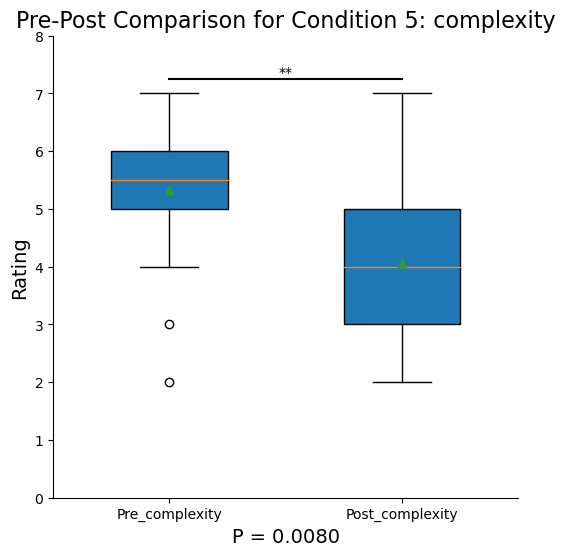 Pre-Post Comparison for Condition 5: complexity
8
7
6
5
4
3
2
1
0
Rating
**
Pre_complexity
Post_complexity
P = 0.0080